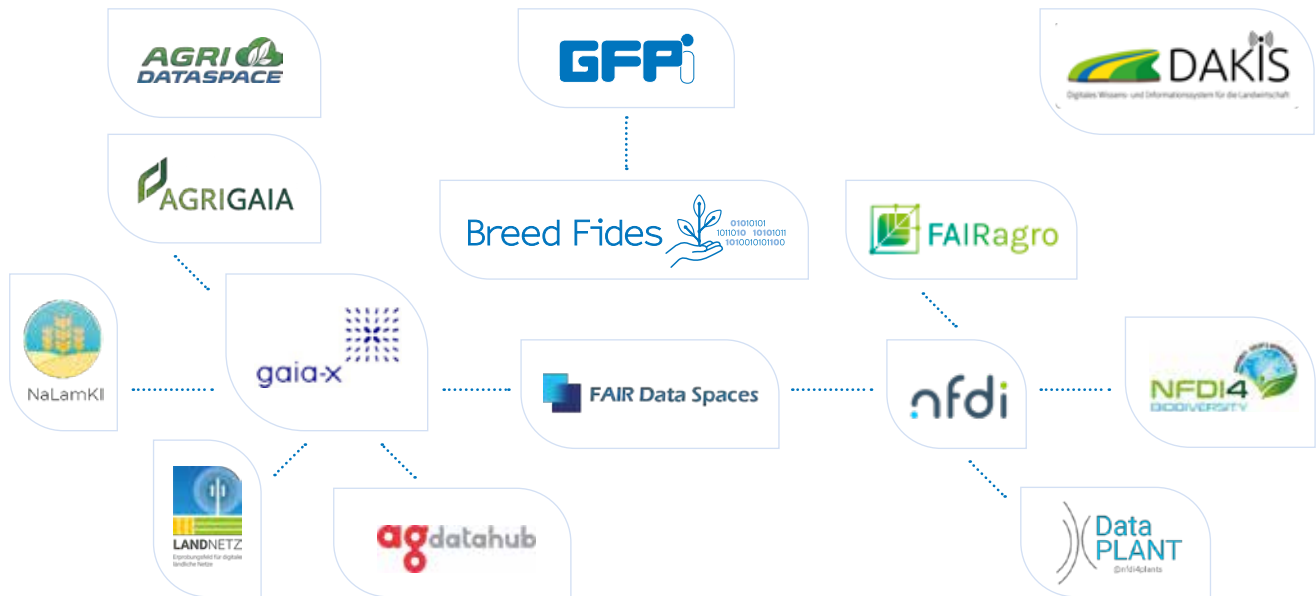 AGRI
DATASPACE
GFPi
DAKIS
Digitales Wissens- und Informationssystem für die Landwirtschaft
AGRIGAIA
Breed Fides
01010101
1011010 10101011
1010010101100
FAIRagro
NaLamKI
gaia-x
FAIR Data Spaces
nfdi
NFDI4
BIODIVERSITY
LANDNETZ
Erprobungsfeld für digitale
ländliche Netze
agdatahub
Data
PLANT
@nfdi4plants